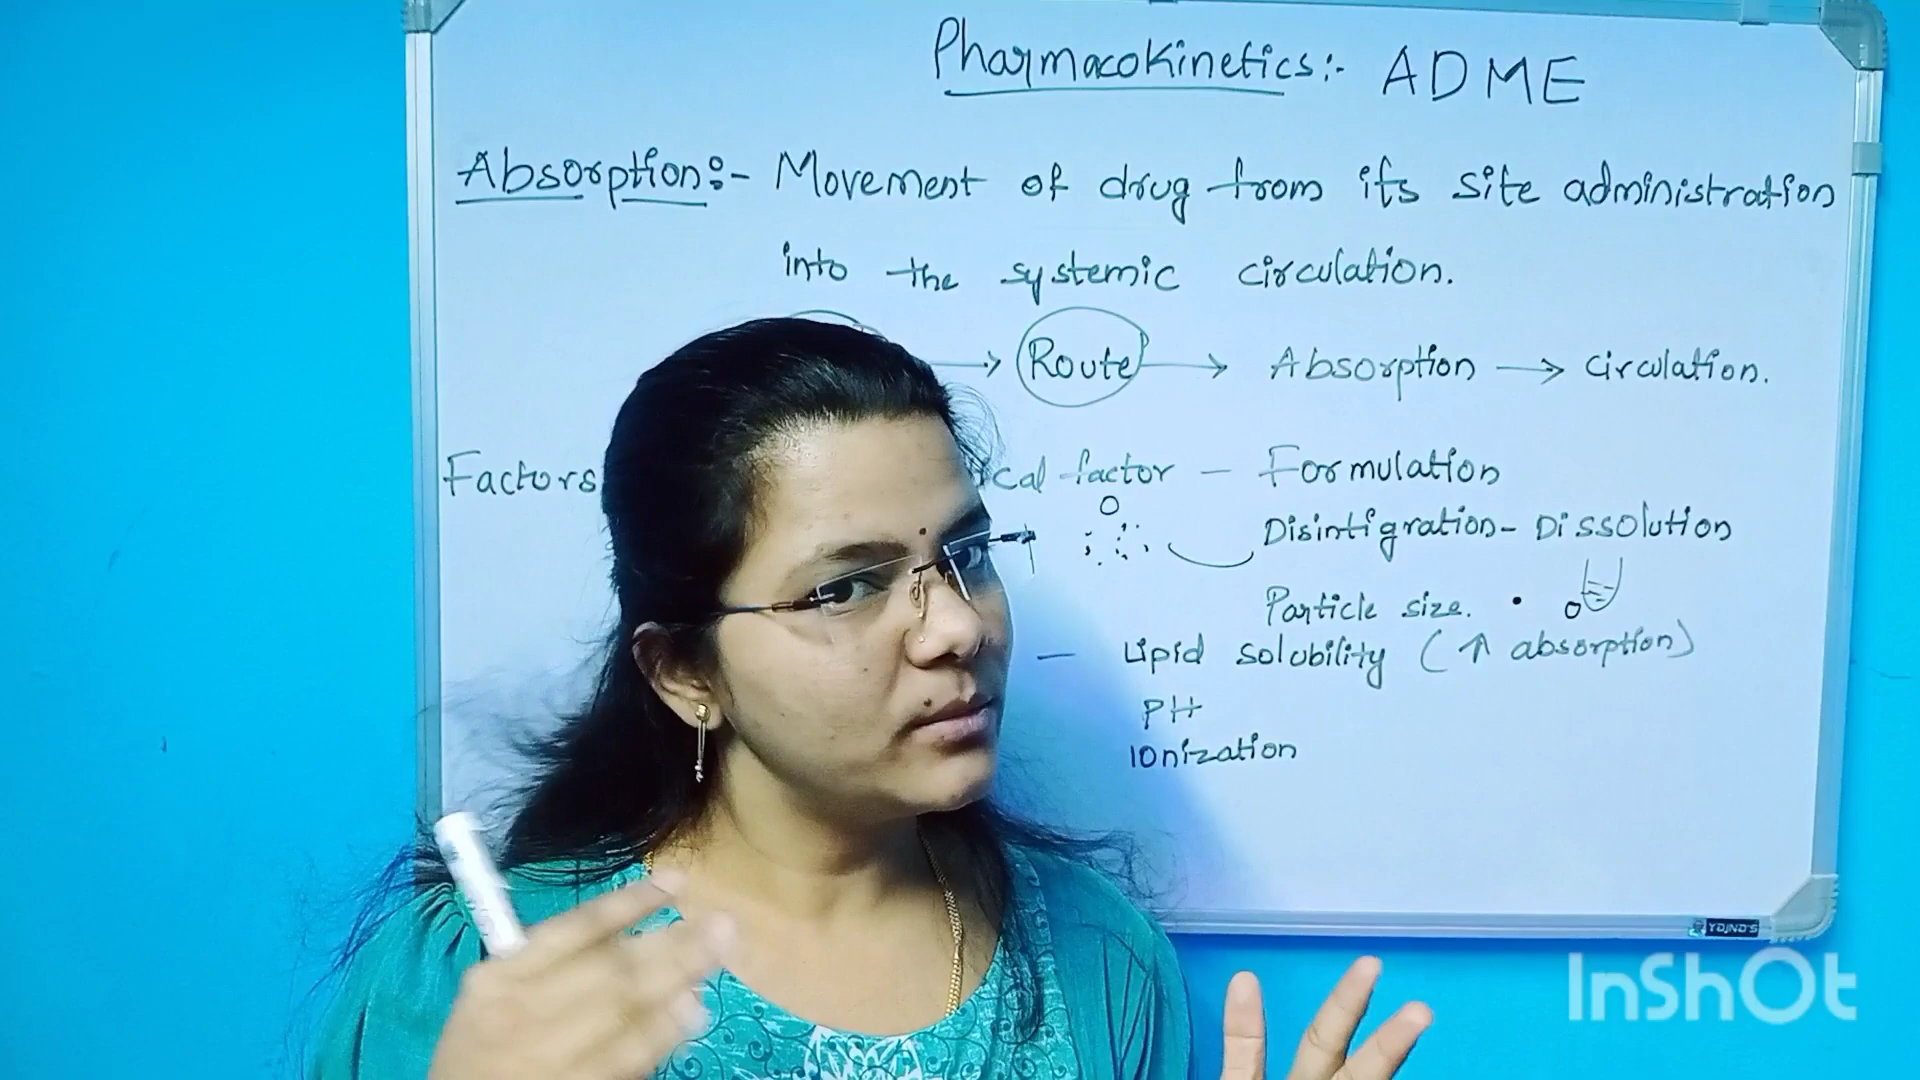 Pharmacokinetics:- ADME
Absorption:- Movement of drug from its site administration
into the systemic circulation.
→ Route → Absorption → circulation.
Factors factor - Formulation
Disintigration - Dissolution
Particle size.
- Lipid solubility (↑ absorption)
PH
Ionization
YAJNA'S
InShOt